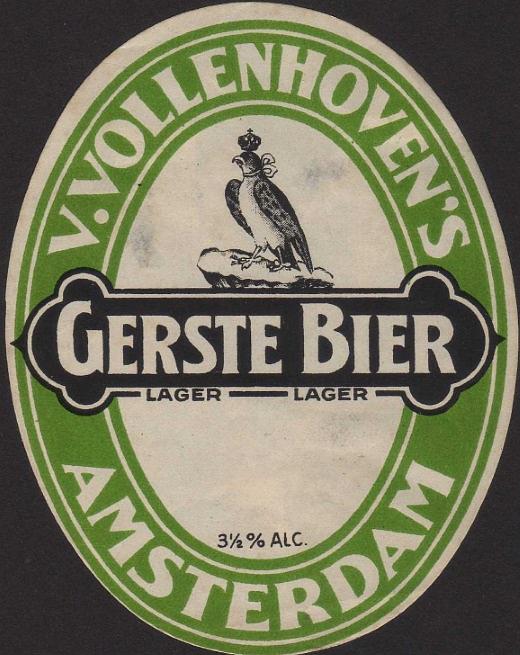 V. VOLLENHOVEN'S
GERSTE BIER
LAGER LAGER
3½ % ALC.
AMSTERDAM